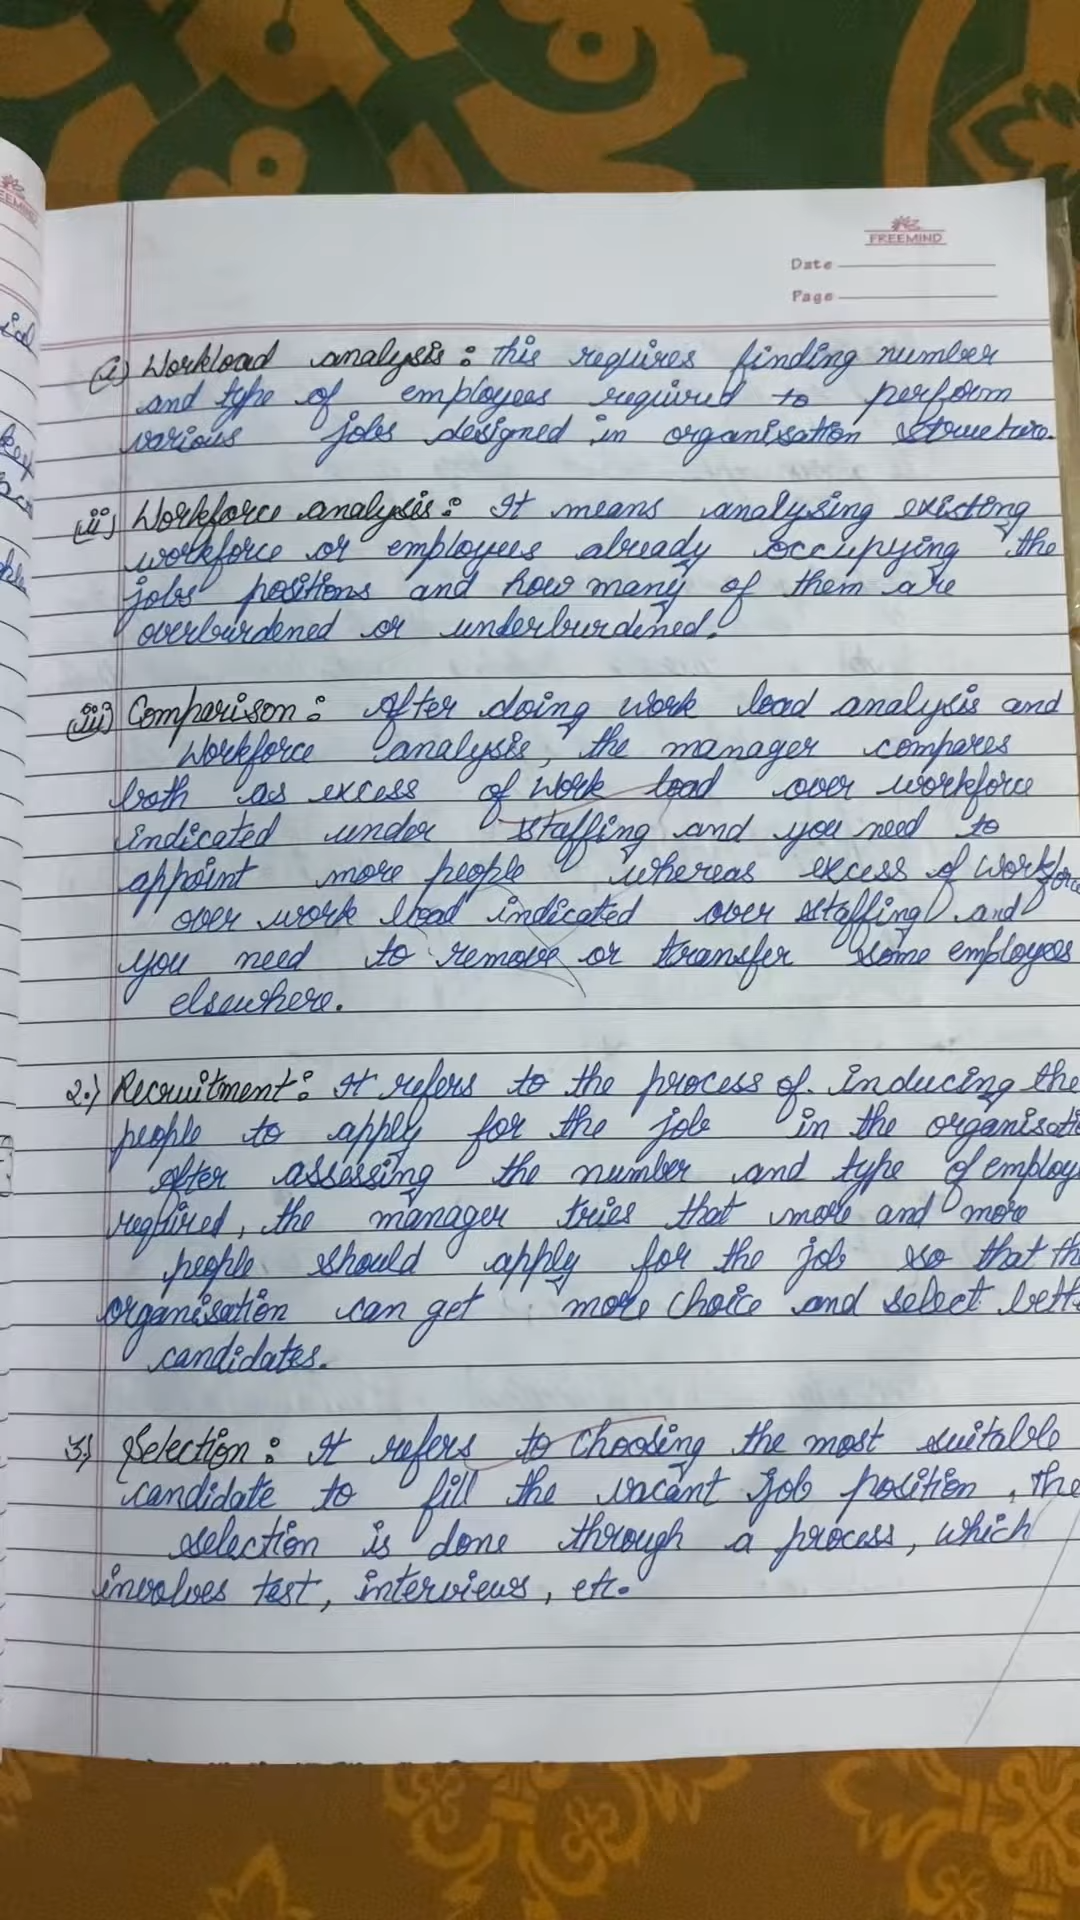 FREEMIND
Date
Page
(i) Workload analysis : this requires finding number
and type of employees required to perform
various jobs designed in organisation structure.
(ii) Workforce analysis : It means analysing existing
workforce or employees already occupying the
jobs positions and how many of them are
overburdened or underburdened.
(iii) Comparison : After doing work load analysis and
workforce analysis, the manager compares
both as excess of work load over workforce
indicated under staffing and you need to
appoint more people whereas excess of workforce
over work load indicated over staffing and
you need to remove or transfer some employees
elsewhere.
2.) Recruitment : It refers to the process of inducing the
people to apply for the job in the organisati
After assessing the number and type of employ
required, the manager tries that more and more
people should apply for the job so that the
organisation can get more choice and select bett
candidates.
3) Selection : It refers to choosing the most suitable
candidate to fill the vacant job position, the
selection is done through a process, which
involves test, interviews, etc.